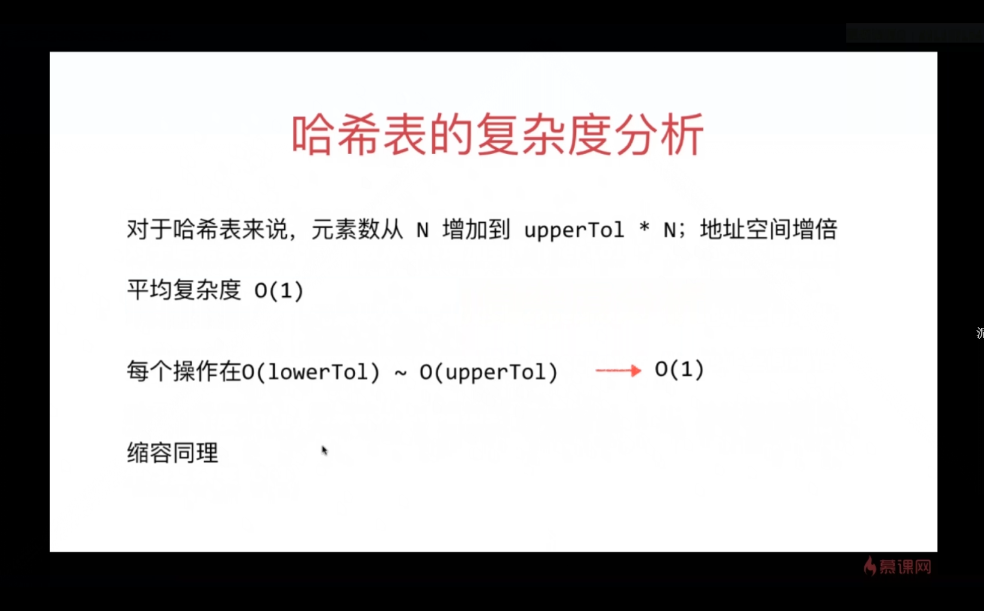 哈希表的复杂度分析
对于哈希表来说，元素数从 N 增加到 upperTol * N；地址空间增倍
平均复杂度 O(1)
每个操作在O(lowerTol) ~ O(upperTol) → O(1)
缩容同理
慕课网